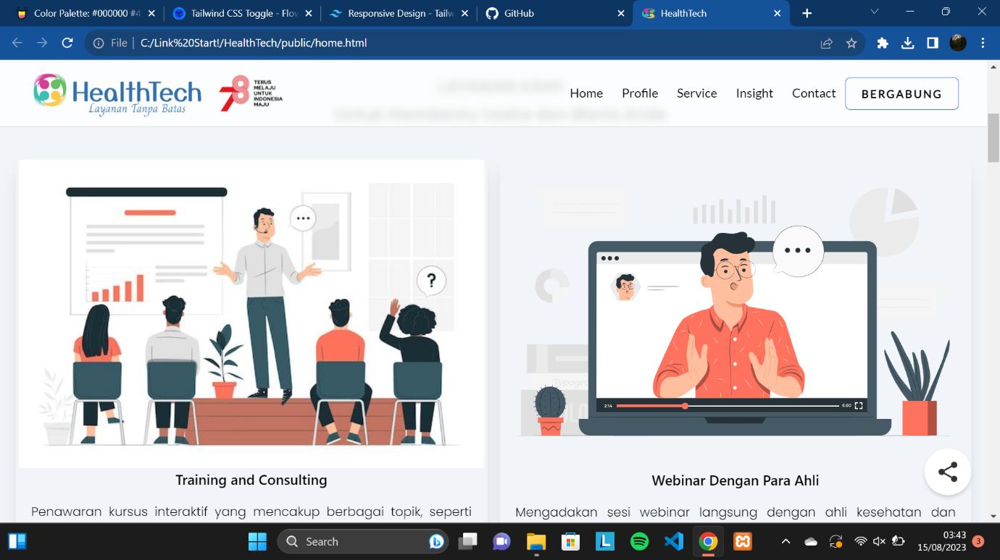 Color Palette: #000000 #4
Tailwind CSS Toggle - Flow
Responsive Design - Tailw
GitHub
HealthTech
File
C:/Link%20Start!/HealthTech/public/home.html
HealthTech
Layanan Tanpa Batas
78
TERUS
MELAJU
UNTUK
INDONESIA
MAJU
LAYANAN KAMI
Untuk Membantu Usaha dan Bisnis Anda
Home
Profile
Service
Insight
Contact
BERGABUNG
?
2:14
6:00
Training and Consulting
Webinar Dengan Para Ahli
Penawaran kursus interaktif yang mencakup berbagai topik, seperti
Mengadakan sesi webinar langsung dengan ahli kesehatan dan
Search
03:43
15/08/2023
3